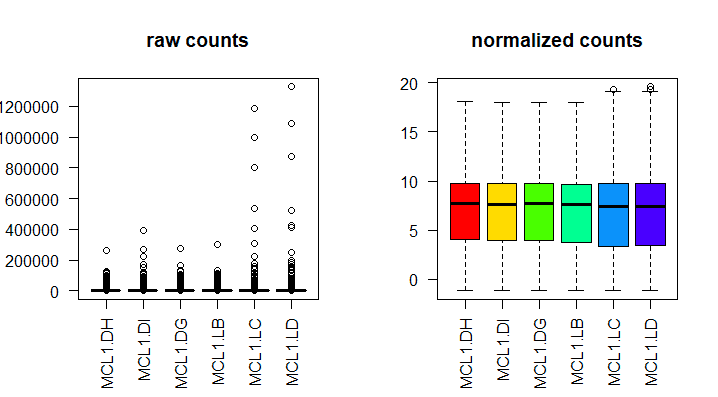 raw counts
1200000
1000000
800000
600000
400000
200000
0
MCL1.DH
MCL1.DI
MCL1.DG
MCL1.LB
MCL1.LC
MCL1.LD
normalized counts
20
15
10
5
0
MCL1.DH
MCL1.DI
MCL1.DG
MCL1.LB
MCL1.LC
MCL1.LD